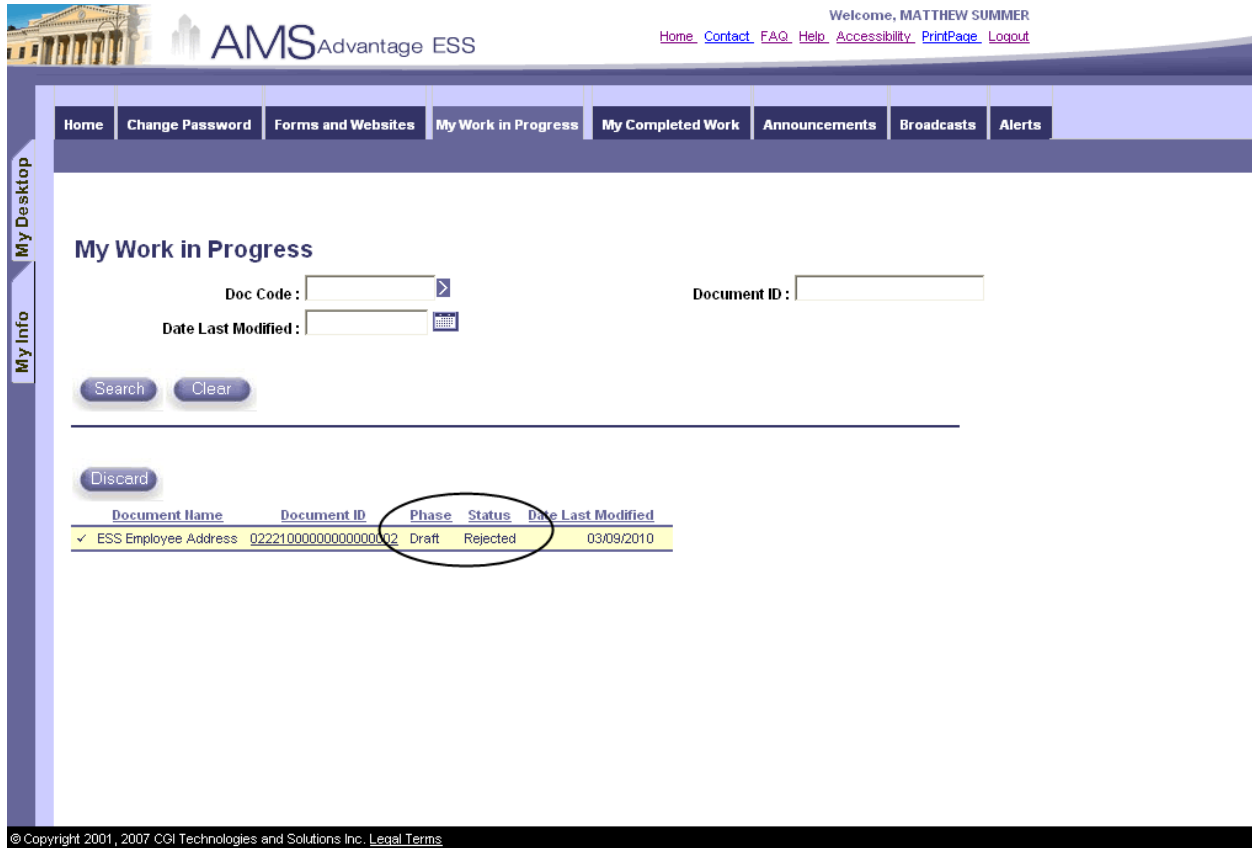 Welcome, MATTHEW SUMMER
AMS Advantage ESS
Home Contact FAQ Help Accessibility PrintPage Logout
Home Change Password Forms and Websites My Work in Progress My Completed Work Announcements Broadcasts Alerts
My Desktop
My Info
My Work in Progress
Doc Code : Document ID :
Date Last Modified :
Search Clear
Discard
Document Name Document ID Phase Status Date Last Modified
✓ ESS Employee Address 02221000000000000002 Draft Rejected 03/09/2010
© Copyright 2001, 2007 CGI Technologies and Solutions Inc. Legal Terms